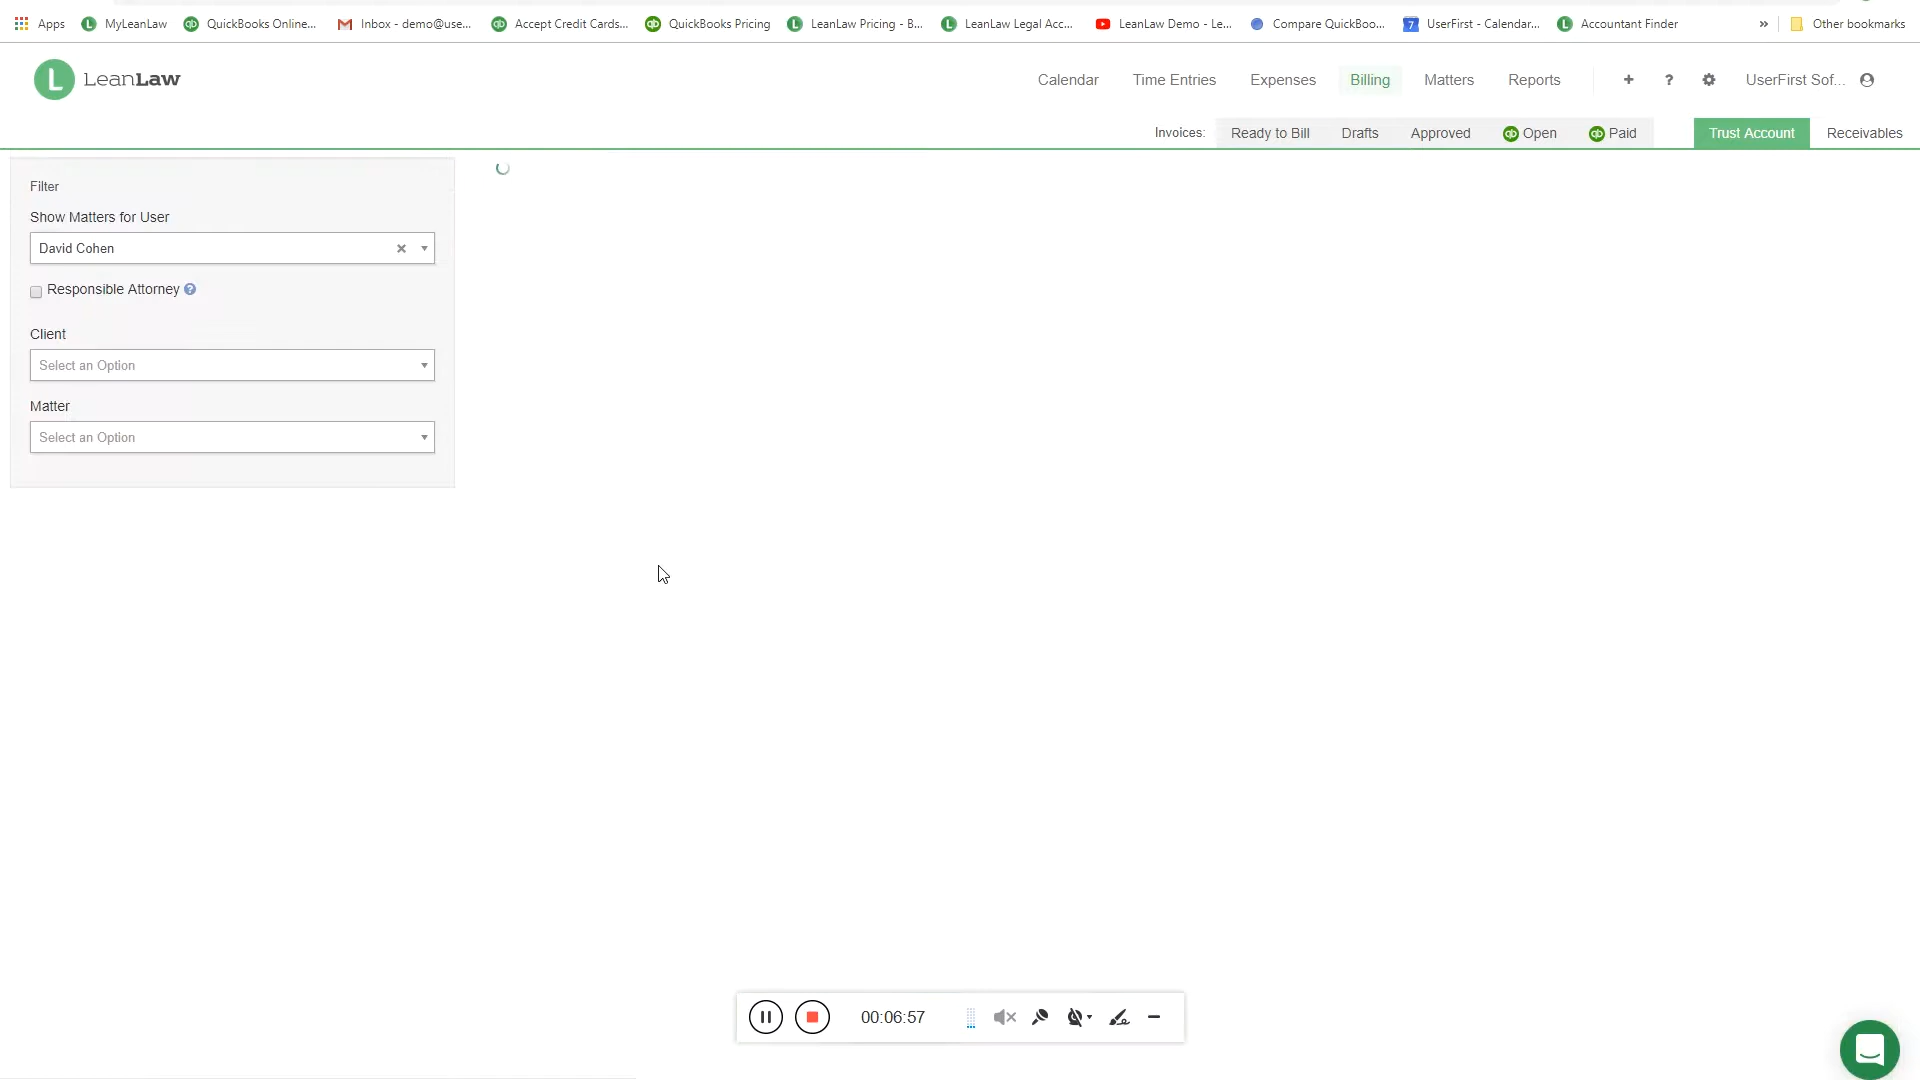 Apps MyLeanLaw QuickBooks Online... Inbox - demo@use... Accept Credit Cards... QuickBooks Pricing LeanLaw Pricing - B... LeanLaw Legal Acc... LeanLaw Demo - Le... Compare QuickBoo... UserFirst - Calendar... Accountant Finder » Other bookmarks
LeanLaw Calendar Time Entries Expenses Billing Matters Reports + ? UserFirst Sof...
Invoices: Ready to Bill Drafts Approved qb Open qb Paid Trust Account Receivables
Filter
Show Matters for User
David Cohen
Responsible Attorney ?
Client
Select an Option
Matter
Select an Option
00:06:57